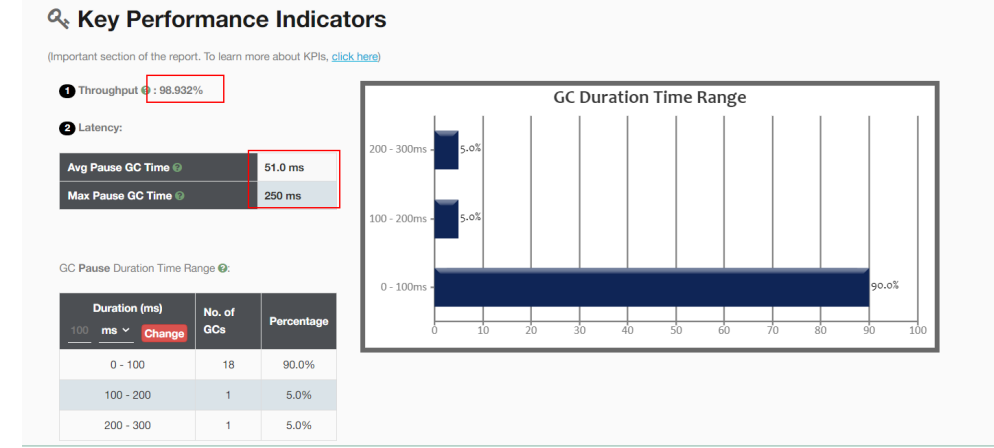 Key Performance Indicators
(Important section of the report. To learn more about KPIs, click here)
1 Throughput : 98.932%
2 Latency:
Avg Pause GC Time 51.0 ms
Max Pause GC Time 250 ms
GC Pause Duration Time Range :
Duration (ms) No. of GCs Percentage
100 ms Change
0 - 100 18 90.0%
100 - 200 1 5.0%
200 - 300 1 5.0%
GC Duration Time Range
200 - 300ms 5.0%
100 - 200ms 5.0%
0 - 100ms 90.0%
0 10 20 30 40 50 60 70 80 90 100